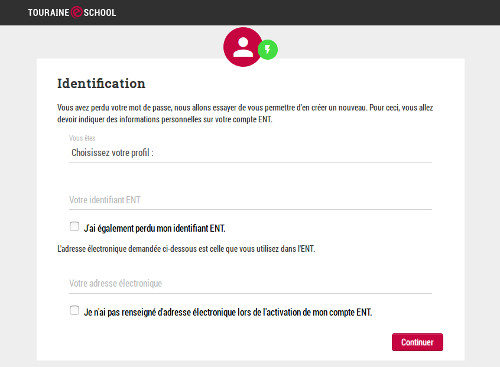 TOURAINE e SCHOOL
Identification
Vous avez perdu votre mot de passe, nous allons essayer de vous permettre d'en créer un nouveau. Pour ceci, vous allez
devoir indiquer des informations personnelles sur votre compte ENT.
Vous êtes
Choisissez votre profil :
Votre identifiant ENT
J'ai également perdu mon identifiant ENT.
L'adresse électronique demandée ci-dessous est celle que vous utilisez dans l'ENT.
Votre adresse électronique
Je n'ai pas renseigné d'adresse électronique lors de l'activation de mon compte ENT.
Continuer